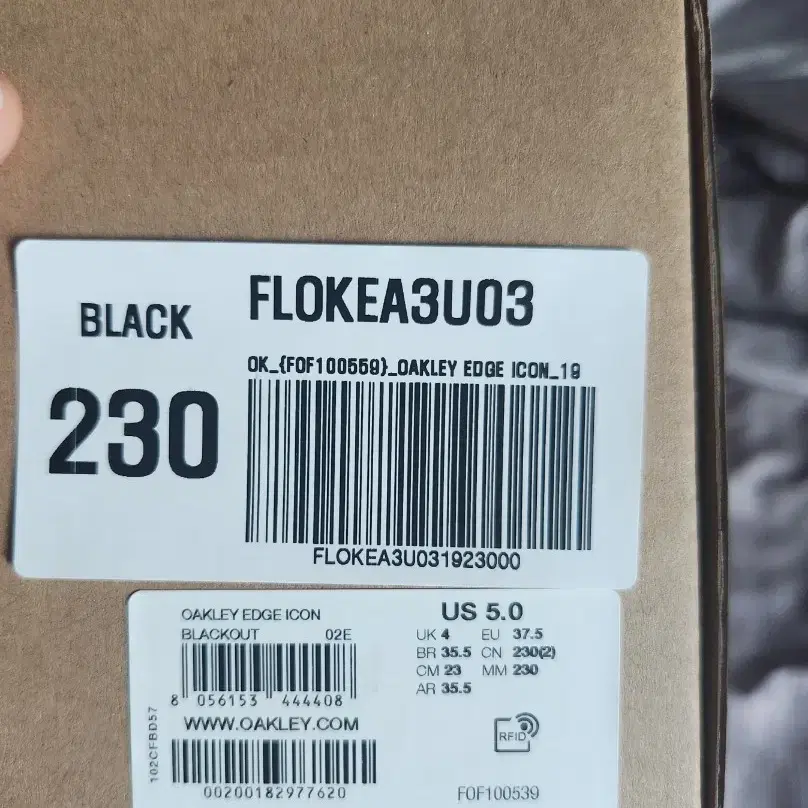 BLACK
FLOKEA3U03
230
OK_{FOF100559}_OAKLEY EDGE ICON_19
FLOKEA3U031923000
OAKLEY EDGE ICON
BLACKOUT 02E
8 056153 444408
WWW.OAKLEY.COM
00200182977620
102CFBD57
US 5.0
UK 4 EU 37.5
BR 35.5 CN 230(2)
CM 23 MM 230
AR 35.5
RFID
FOF100539